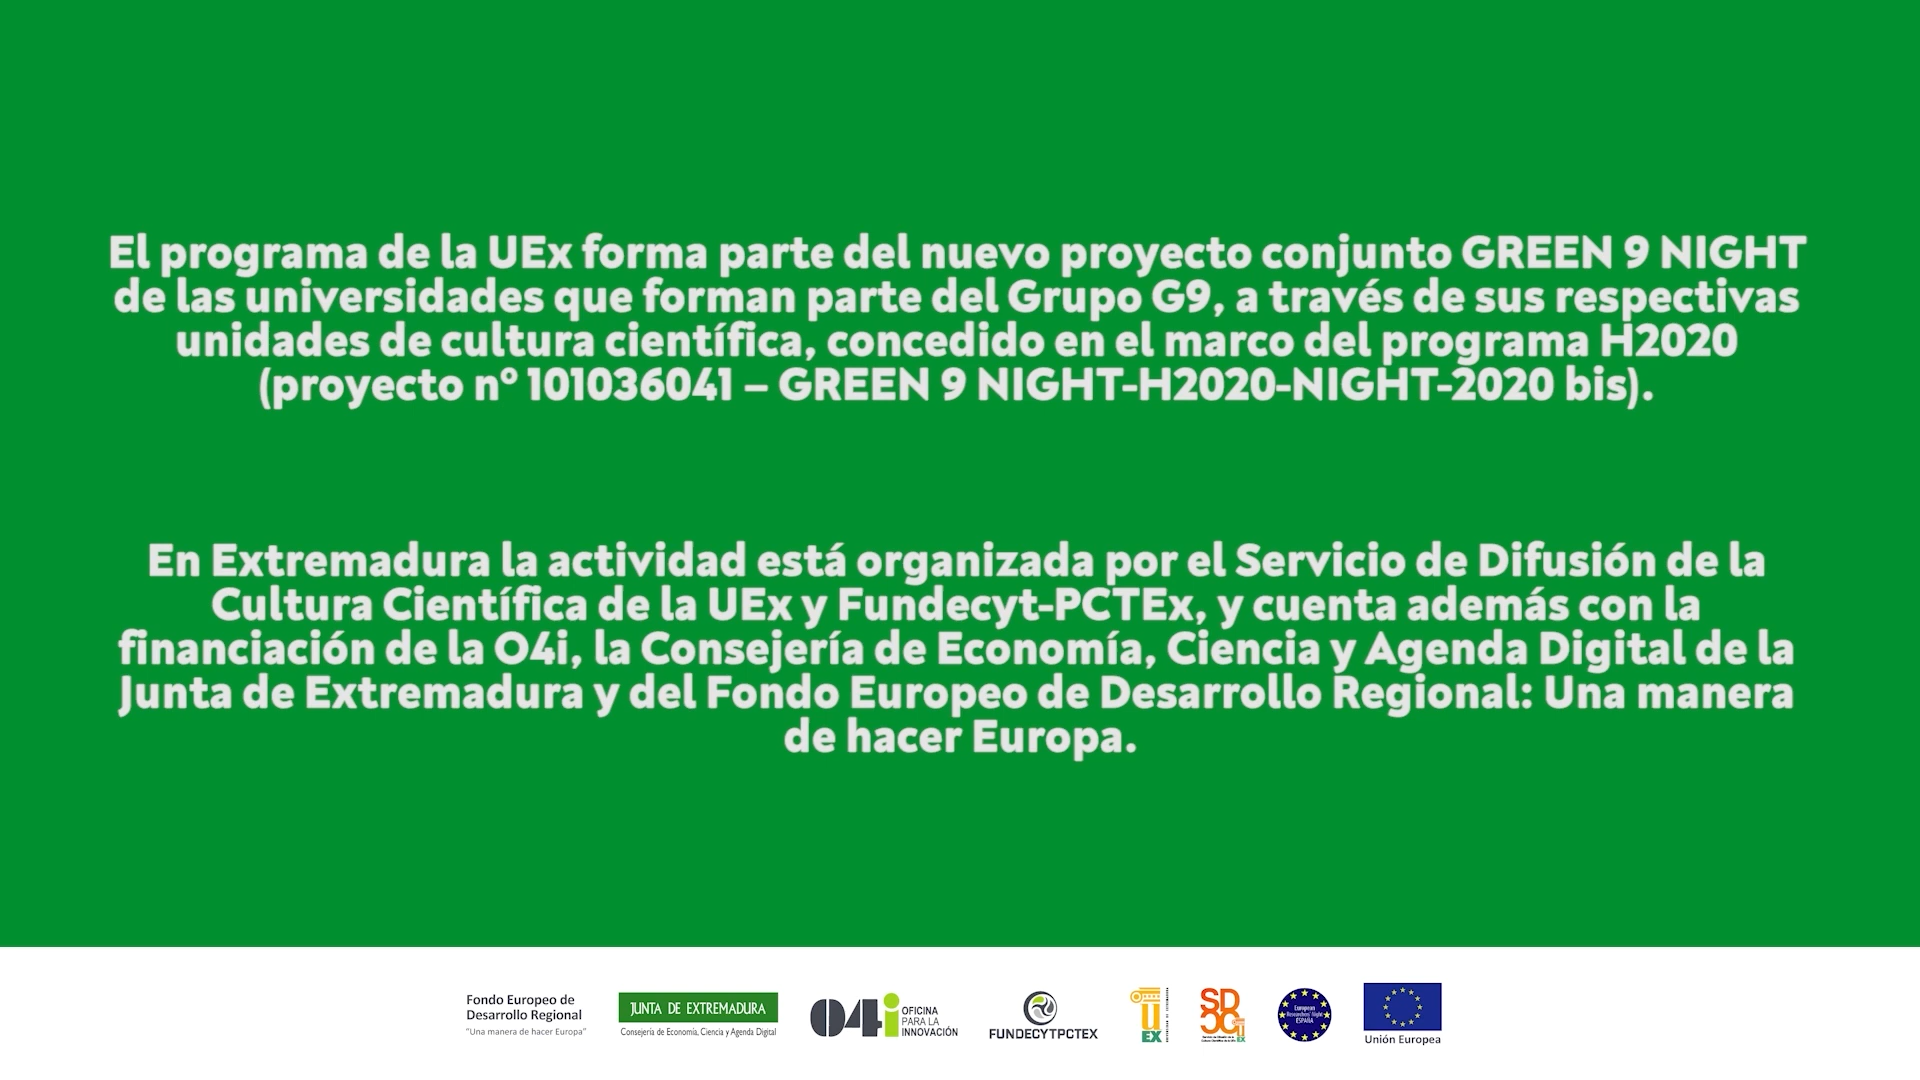 El programa de la UEx forma parte del nuevo proyecto conjunto GREEN 9 NIGHT
de las universidades que forman parte del Grupo G9, a través de sus respectivas
unidades de cultura científica, concedido en el marco del programa H2020
(proyecto nº 101036041 – GREEN 9 NIGHT-H2020-NIGHT-2020 bis).
En Extremadura la actividad está organizada por el Servicio de Difusión de la
Cultura Científica de la UEx y Fundecyt-PCTEx, y cuenta además con la
financiación de la O4i, la Consejería de Economía, Ciencia y Agenda Digital de la
Junta de Extremadura y del Fondo Europeo de Desarrollo Regional: Una manera
de hacer Europa.
Fondo Europeo de
Desarrollo Regional
"Una manera de hacer Europa"
JUNTA DE EXTREMADURA
Consejería de Economía, Ciencia y Agenda Digital
O4i
OFICINA
PARA LA
INNOVACIÓN
FUNDECYTPCTEX
U
EX
SD
CC
European
Researchers' Night
ESPAÑA
Unión Europea